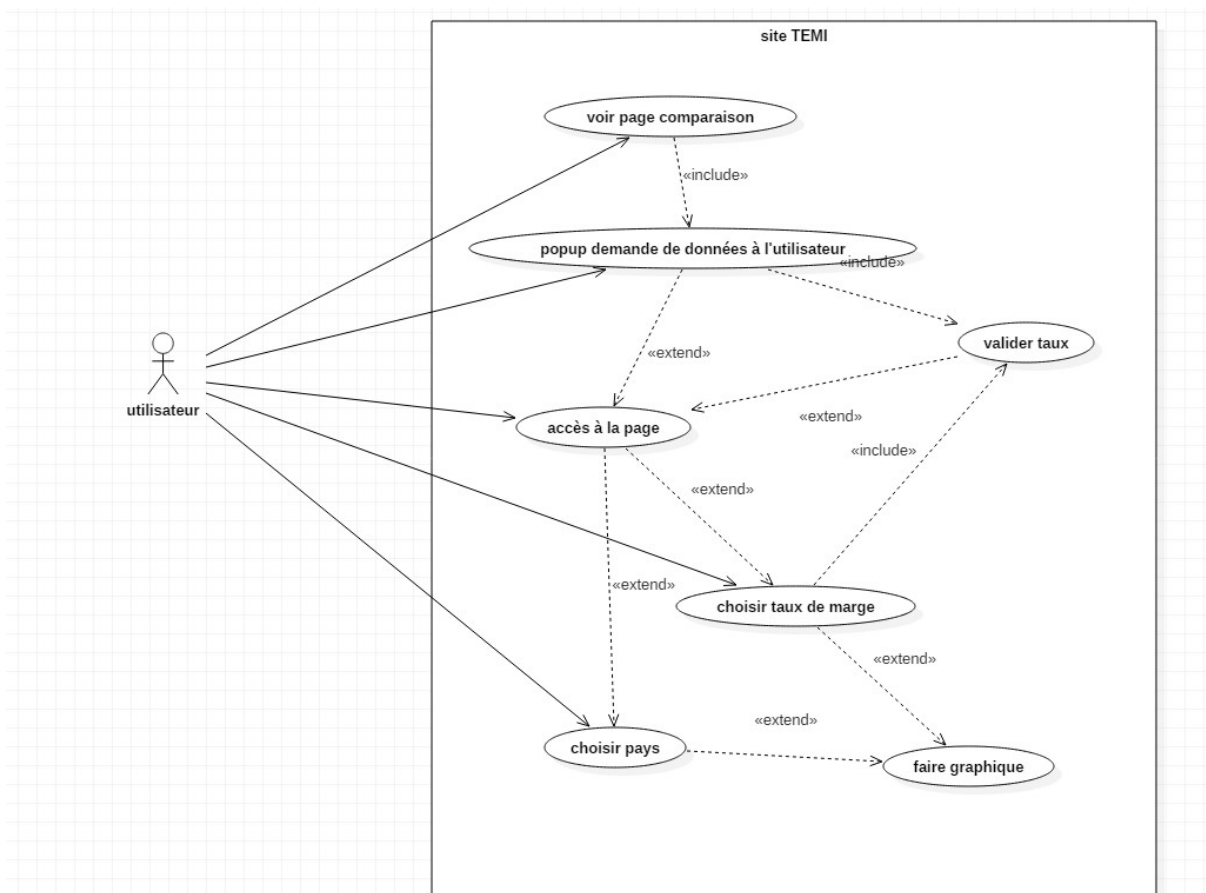 site TEMI
voir page comparaison
«include»
popup demande de données à l'utilisateur
«include»
valider taux
«extend»
utilisateur
accès à la page
«extend»
«include»
«extend»
«extend»
choisir taux de marge
«extend»
«extend»
choisir pays
faire graphique